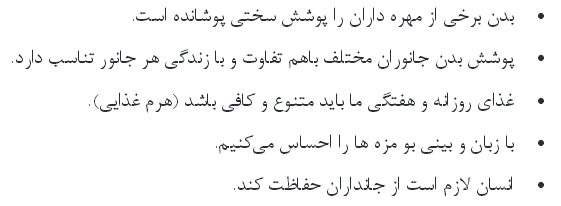 • بدن برخی از مهره داران را پوشش سختی پوشانده است.
• پوشش بدن جانوران مختلف باهم تفاوت و با زندگی هر جانور تناسب دارد.
• غذای روزانه و هفتگی ما باید متنوع و کافی باشد (هرم غذایی).
• با زبان و بینی بو مزه ها را احساس می‌کنیم.
• انسان لازم است از جانداران حفاظت کند.